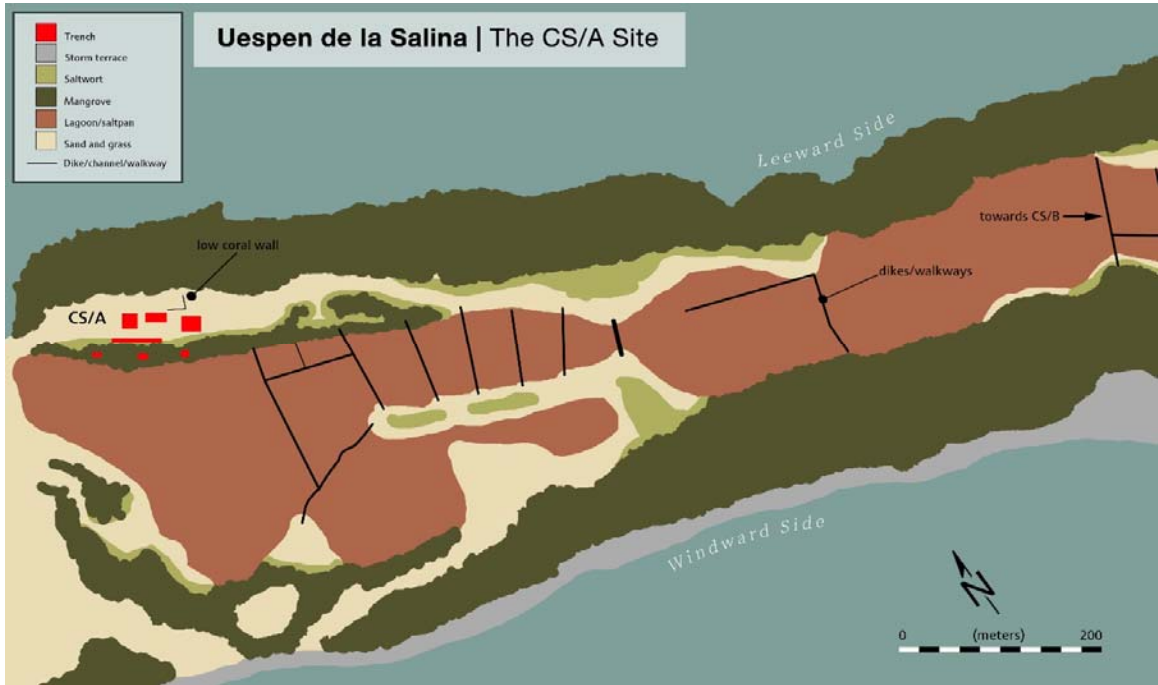 Uespen de la Salina | The CS/A Site
Trench
Storm terrace
Saltwort
Mangrove
Lagoon/saltpan
Sand and grass
Dike/channel/walkway
Leeward Side
towards CS/B
low coral wall
dikes/walkways
CS/A
Windward Side
N
0 (meters) 200